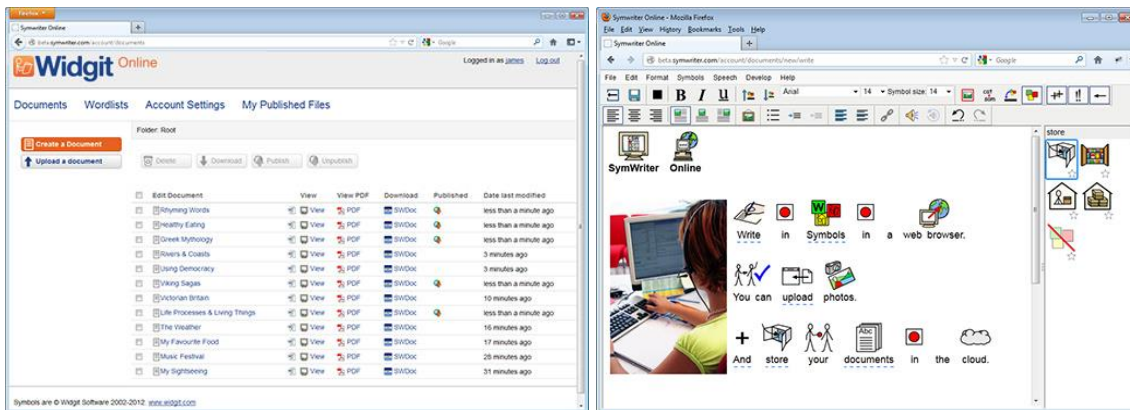 Firefox
Symwriter Online
beta.symwriter.com/account/documents
Google
Widgit Online
Logged in as james Log out
Documents Wordlists Account Settings My Published Files
Folder: Root
Create a Document
Upload a document
Delete Download Publish Unpublish
Edit Document View View PDF Download Published Date last modified
Rhyming Words View PDF SWDoc less than a minute ago
Healthy Eating View PDF SWDoc less than a minute ago
Greek Mythology View PDF SWDoc less than a minute ago
Rivers & Coasts View PDF SWDoc 3 minutes ago
Using Democracy View PDF SWDoc 3 minutes ago
Viking Sagas View PDF SWDoc less than a minute ago
Victorian Britain View PDF SWDoc 10 minutes ago
Life Processes & Living Things View PDF SWDoc less than a minute ago
The Weather View PDF SWDoc 16 minutes ago
My Favourite Food View PDF SWDoc 17 minutes ago
Music Festival View PDF SWDoc 28 minutes ago
My Sightseeing View PDF SWDoc 31 minutes ago
Symbols are © Widgit Software 2002-2012 www.widgit.com
Symwriter Online - Mozilla Firefox
File Edit View History Bookmarks Tools Help
Symwriter Online
beta.symwriter.com/account/documents/new/write
Google
File Edit Format Symbols Speech Develop Help
B I U Arial 14 Symbol size: 14
store
SymWriter Online
Write in Symbols in a web browser.
You can upload photos.
Abc
And store your documents in the cloud.